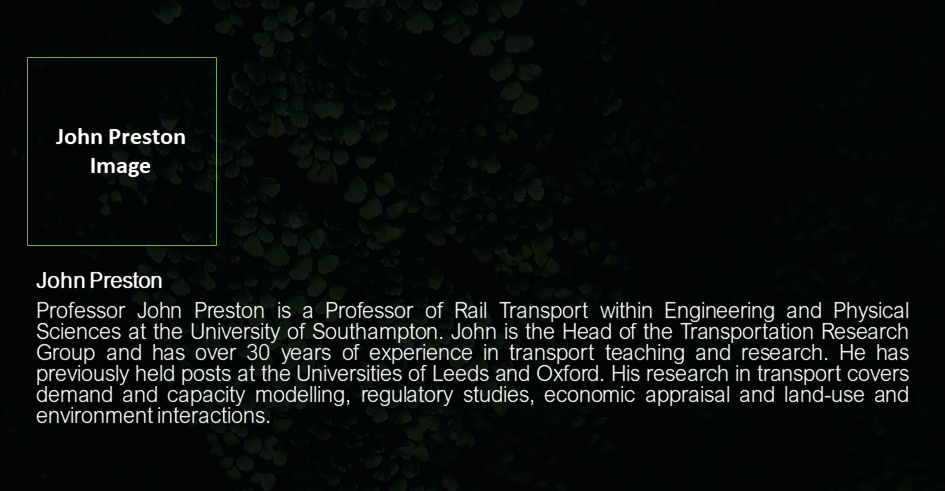 John Preston
Image
John Preston
Professor John Preston is a Professor of Rail Transport within Engineering and Physical
Sciences at the University of Southampton. John is the Head of the Transportation Research
Group and has over 30 years of experience in transport teaching and research. He has
previously held posts at the Universities of Leeds and Oxford. His research in transport covers
demand and capacity modelling, regulatory studies, economic appraisal and land-use and
environment interactions.